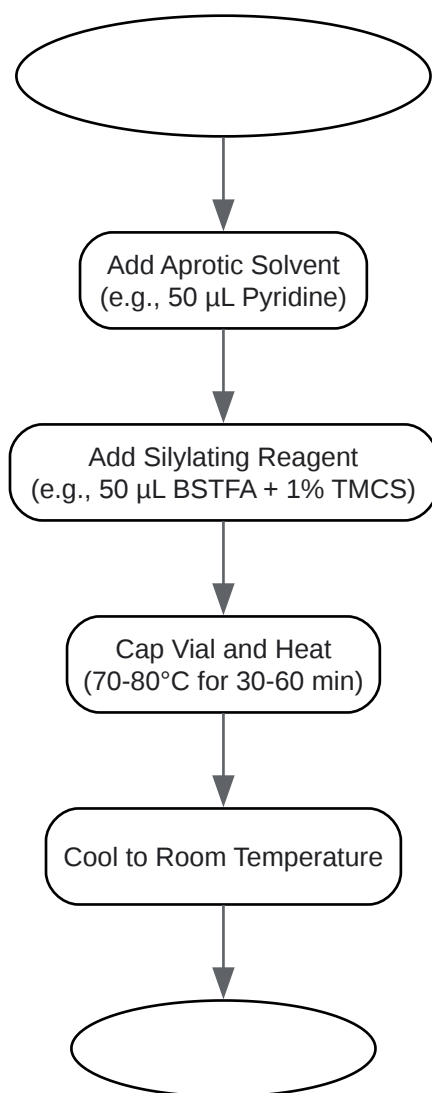 Add Aprotic Solvent
(e.g., 50 µL Pyridine)
Add Silylating Reagent
(e.g., 50 µL BSTFA + 1% TMCS)
Cap Vial and Heat
(70-80°C for 30-60 min)
Cool to Room Temperature